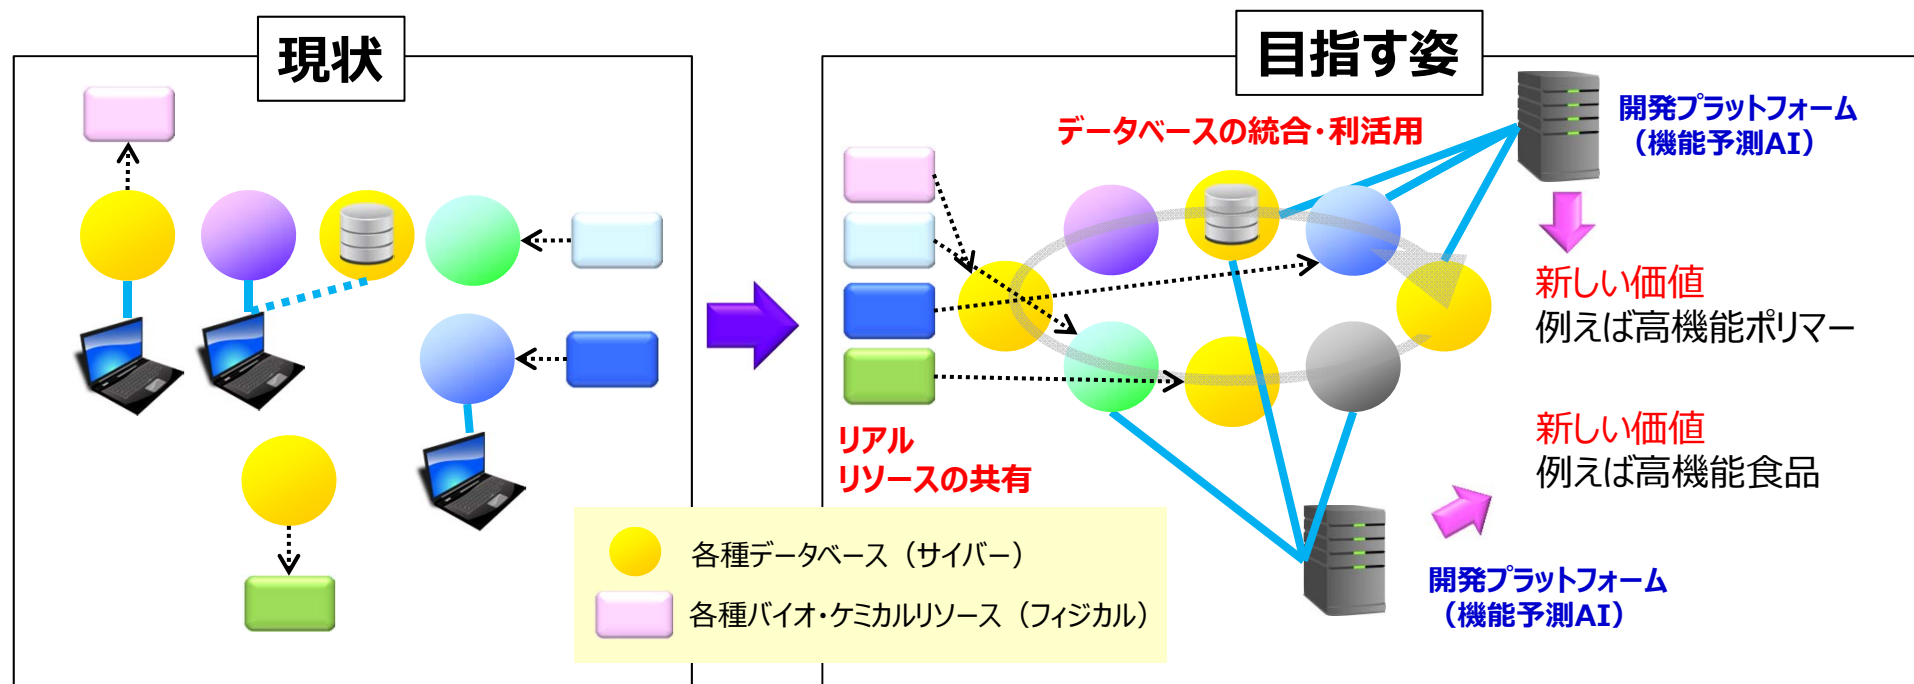 現状
目指す姿
データベースの統合・利活用
開発プラットフォーム
（機能予測AI）
新しい価値
例えば高機能ポリマー
新しい価値
例えば高機能食品
リアル
リソースの共有
開発プラットフォーム
（機能予測AI）
各種データベース（サイバー）
各種バイオ・ケミカルリソース（フィジカル）